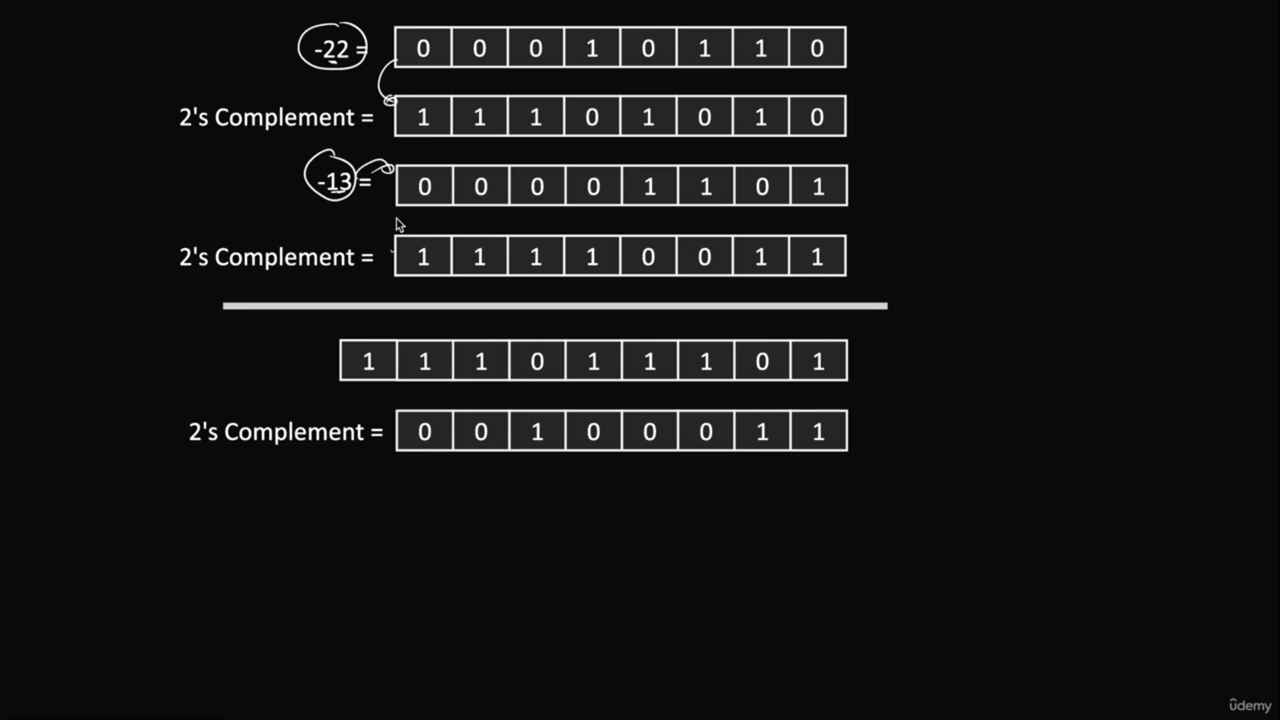 -22 = 0 0 0 1 0 1 1 0
2's Complement = 1 1 1 0 1 0 1 0
-13 = 0 0 0 0 1 1 0 1
2's Complement = 1 1 1 1 0 0 1 1
1 1 1 0 1 1 1 0 1
2's Complement = 0 0 1 0 0 0 1 1
udemy